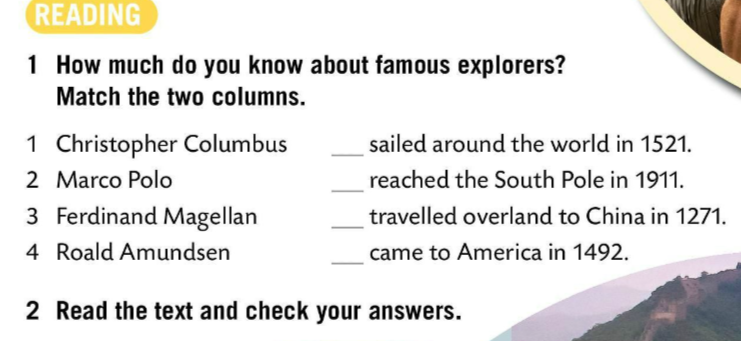 READING
1 How much do you know about famous explorers?
Match the two columns.
1 Christopher Columbus ___ sailed around the world in 1521.
2 Marco Polo ___ reached the South Pole in 1911.
3 Ferdinand Magellan ___ travelled overland to China in 1271.
4 Roald Amundsen ___ came to America in 1492.
2 Read the text and check your answers.